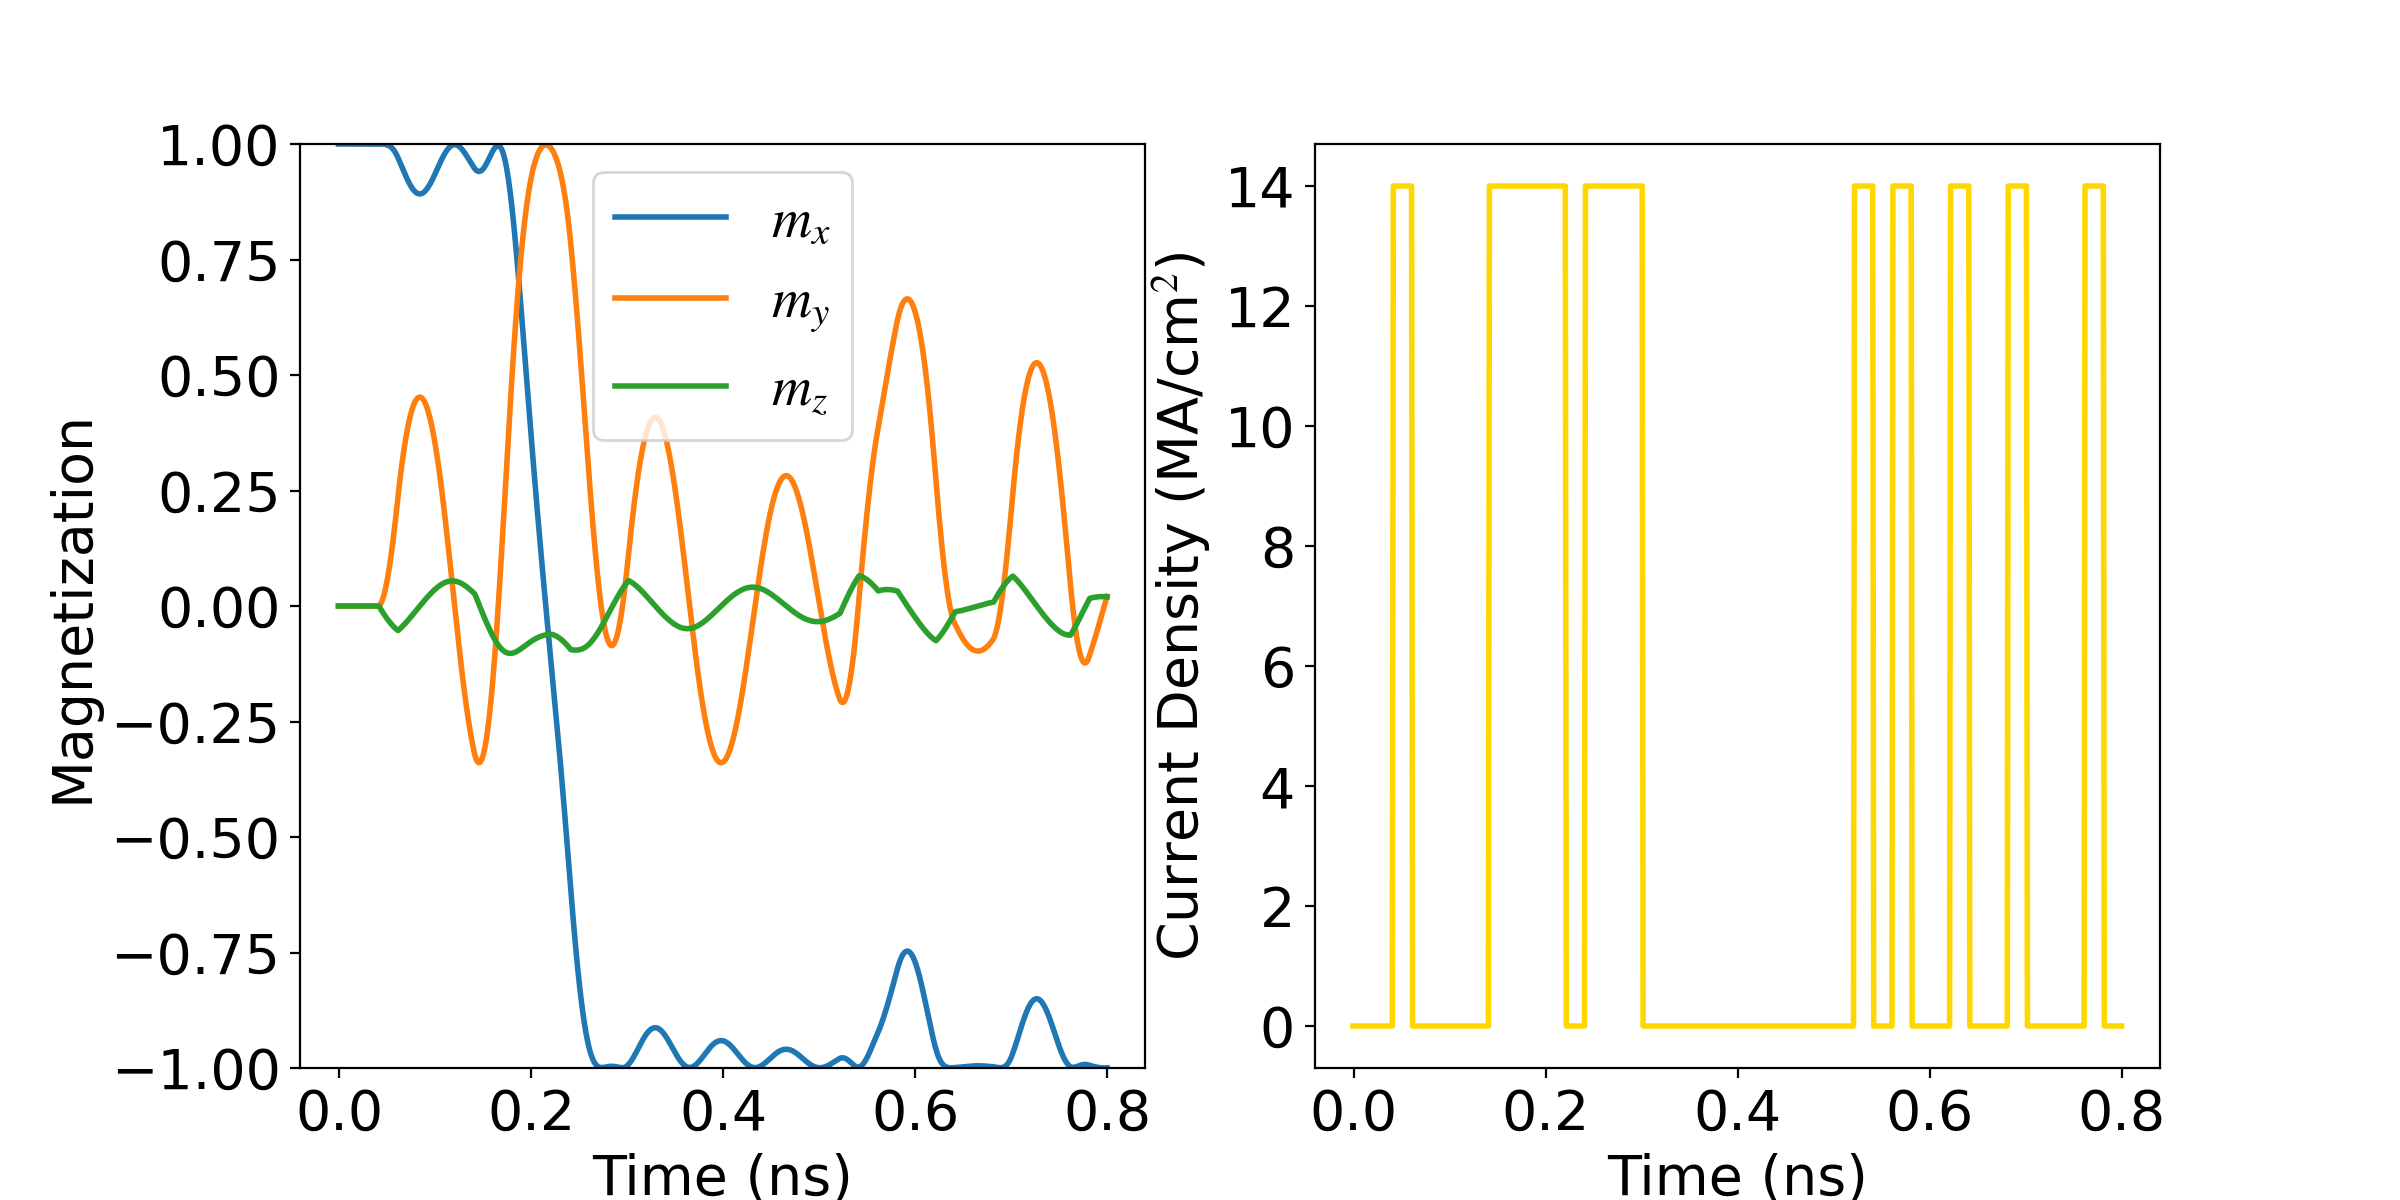 1.00
0.75
0.50
0.25
0.00
−0.25
−0.50
−0.75
−1.00
Magnetization
0.0 0.2 0.4 0.6 0.8
Time (ns)
m_x
m_y
m_z
14
12
10
8
6
4
2
0
Current Density (MA/cm²)
0.0 0.2 0.4 0.6 0.8
Time (ns)